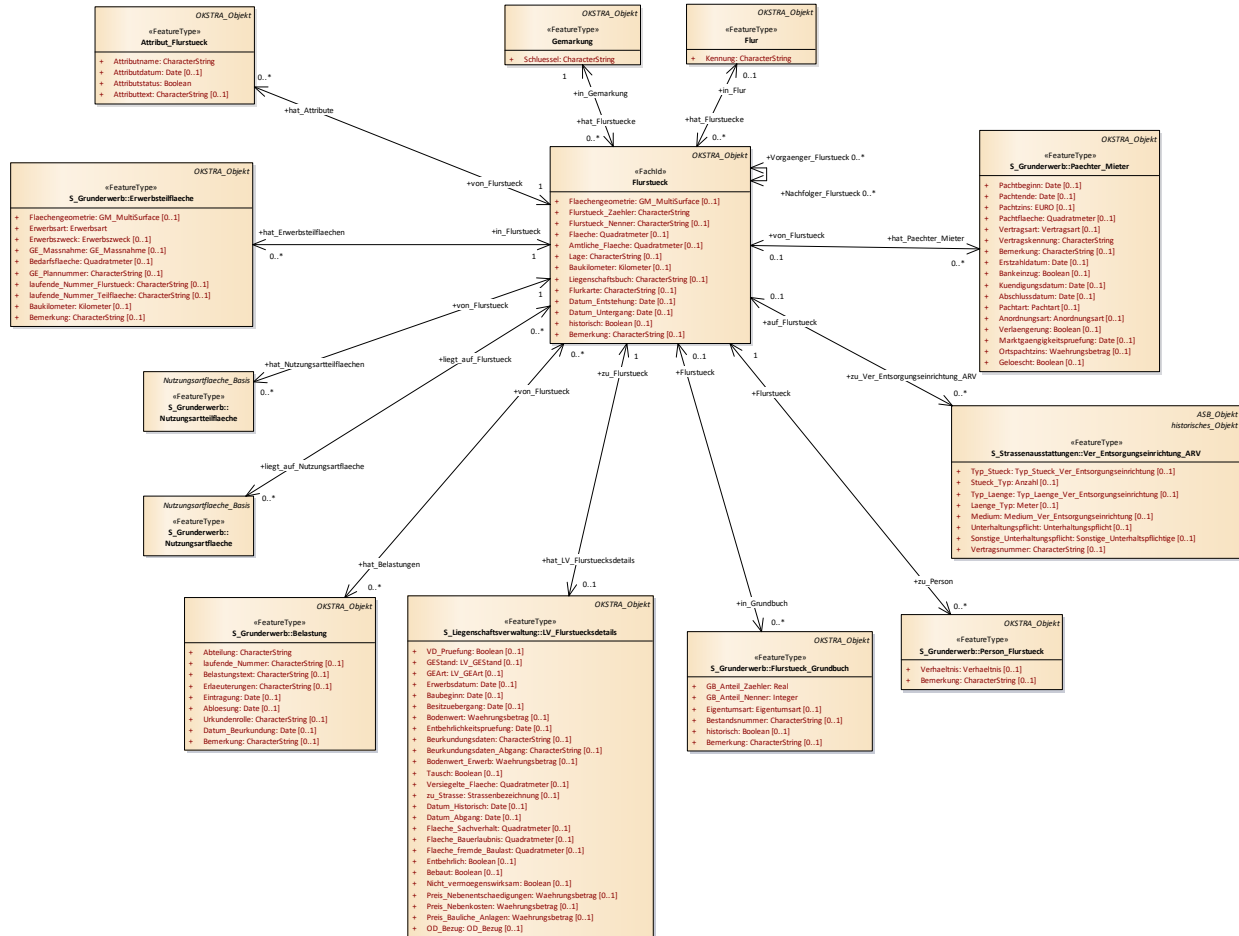 OKSTRA_Objekt
«FeatureType»
Attribut_Flurstueck
+ Attributname: CharacterString
+ Attributdatum: Date [0..1]
+ Attributstatus: Boolean
+ Attributtext: CharacterString [0..1]
OKSTRA_Objekt
«FeatureType»
Gemarkung
+ Schluessel: CharacterString
OKSTRA_Objekt
«FeatureType»
Flur
+ Kennung: CharacterString
0..*
+hat_Attribute
+von_Flurstueck
1
1
+in_Gemarkung
+hat_Flurstuecke
0..*
0..1
+in_Flur
+hat_Flurstuecke
0..*
OKSTRA_Objekt
«FachId»
Flurstueck
+ Flaechengeometrie: GM_MultiSurface [0..1]
+ Flurstueck_Zaehler: CharacterString
+ Flurstueck_Nenner: CharacterString [0..1]
+ Flaeche: Quadratmeter [0..1]
+ Amtliche_Flaeche: Quadratmeter [0..1]
+ Lage: CharacterString [0..1]
+ Baukilometer: Kilometer [0..1]
+ Liegenschaftsbuch: CharacterString [0..1]
+ Flurkarte: CharacterString [0..1]
+ Datum_Entstehung: Date [0..1]
+ Datum_Untergang: Date [0..1]
+ historisch: Boolean [0..1]
+ Bemerkung: CharacterString [0..1]
+Vorgaenger_Flurstueck 0..*
+Nachfolger_Flurstueck 0..*
OKSTRA_Objekt
«FeatureType»
S_Grunderwerb::Erwerbsteilflaeche
+ Flaechengeometrie: GM_MultiSurface [0..1]
+ Erwerbsart: Erwerbsart
+ Erwerbszweck: Erwerbszweck [0..1]
+ GE_Massnahme: GE_Massnahme [0..1]
+ Bedarfsflaeche: Quadratmeter [0..1]
+ GE_Plannummer: CharacterString [0..1]
+ laufende_Nummer_Flurstueck: CharacterString [0..1]
+ laufende_Nummer_Teilflaeche: CharacterString [0..1]
+ Baukilometer: Kilometer [0..1]
+ Bemerkung: CharacterString [0..1]
+hat_Erwerbsteilflaechen
0..*
+in_Flurstueck
1
OKSTRA_Objekt
«FeatureType»
S_Grunderwerb::Paechter_Mieter
+ Pachtbeginn: Date [0..1]
+ Pachtende: Date [0..1]
+ Pachtzins: EURO [0..1]
+ Pachtflaeche: Quadratmeter [0..1]
+ Vertragsart: Vertragsart [0..1]
+ Vertragskennung: CharacterString
+ Bemerkung: CharacterString [0..1]
+ Erstzahldatum: Date [0..1]
+ Bankeinzug: Boolean [0..1]
+ Kuendigungsdatum: Date [0..1]
+ Abschlussdatum: Date [0..1]
+ Pachtart: Pachtart [0..1]
+ Anordnungsart: Anordnungsart [0..1]
+ Verlaengerung: Boolean [0..1]
+ Marktgaengigkeitspruefung: Date [0..1]
+ Ortspachtzins: Waehrungsbetrag [0..1]
+ Geloescht: Boolean [0..1]
+von_Flurstueck
0..1
+hat_Paechter_Mieter
0..*
Nutzungsartflaeche_Basis
«FeatureType»
S_Grunderwerb::
Nutzungsartteilflaeche
+von_Flurstueck
1
+hat_Nutzungsartteilflaechen
0..*
Nutzungsartflaeche_Basis
«FeatureType»
S_Grunderwerb::
Nutzungsartflaeche
+liegt_auf_Flurstueck
0..*
+liegt_auf_Nutzungsartflaeche
0..*
0..1
+auf_Flurstueck
+zu_Ver_Entsorgungseinrichtung_ARV
0..*
ASB_Objekt
historisches_Objekt
«FeatureType»
S_Strassenausstattungen::Ver_Entsorgungseinrichtung_ARV
+ Typ_Stueck: Typ_Stueck_Ver_Entsorgungseinrichtung [0..1]
+ Stueck_Typ: Anzahl [0..1]
+ Typ_Laenge: Typ_Laenge_Ver_Entsorgungseinrichtung [0..1]
+ Laenge_Typ: Meter [0..1]
+ Medium: Medium_Ver_Entsorgungseinrichtung [0..1]
+ Unterhaltungspflicht: Unterhaltungspflicht [0..1]
+ Sonstige_Unterhaltungspflicht: Sonstige_Unterhaltspflichtige [0..1]
+ Vertragsnummer: CharacterString [0..1]
0..*
+von_Flurstueck
+hat_Belastungen
0..*
OKSTRA_Objekt
«FeatureType»
S_Grunderwerb::Belastung
+ Abteilung: CharacterString
+ laufende_Nummer: CharacterString [0..1]
+ Belastungstext: CharacterString [0..1]
+ Erlaeuterungen: CharacterString [0..1]
+ Eintragung: Date [0..1]
+ Abloesung: Date [0..1]
+ Urkundenrolle: CharacterString [0..1]
+ Datum_Beurkundung: Date [0..1]
+ Bemerkung: CharacterString [0..1]
1
+zu_Flurstueck
+hat_LV_Flurstuecksdetails
0..1
OKSTRA_Objekt
«FeatureType»
S_Liegenschaftsverwaltung::LV_Flurstuecksdetails
+ VD_Pruefung: Boolean [0..1]
+ GEStand: LV_GEStand [0..1]
+ GEArt: LV_GEArt [0..1]
+ Erwerbsdatum: Date [0..1]
+ Baubeginn: Date [0..1]
+ Besitzuebergang: Date [0..1]
+ Bodenwert: Waehrungsbetrag [0..1]
+ Entbehrlichkeitspruefung: Date [0..1]
+ Beurkundungsdaten: CharacterString [0..1]
+ Beurkundungsdaten_Abgang: CharacterString [0..1]
+ Bodenwert_Erwerb: Waehrungsbetrag [0..1]
+ Tausch: Boolean [0..1]
+ Versiegelte_Flaeche: Quadratmeter [0..1]
+ zu_Strasse: Strassenbezeichnung [0..1]
+ Datum_Historisch: Date [0..1]
+ Datum_Abgang: Date [0..1]
+ Flaeche_Sachverhalt: Quadratmeter [0..1]
+ Flaeche_Bauerlaubnis: Quadratmeter [0..1]
+ Flaeche_fremde_Baulast: Quadratmeter [0..1]
+ Entbehrlich: Boolean [0..1]
+ Bebaut: Boolean [0..1]
+ Nicht_vermoegenswirksam: Boolean [0..1]
+ Preis_Nebenentschaedigungen: Waehrungsbetrag [0..1]
+ Preis_Nebenkosten: Waehrungsbetrag [0..1]
+ Preis_Bauliche_Anlagen: Waehrungsbetrag [0..1]
+ OD_Bezug: OD_Bezug [0..1]
0..1
+Flurstueck
+in_Grundbuch
0..*
OKSTRA_Objekt
«FeatureType»
S_Grunderwerb::Flurstueck_Grundbuch
+ GB_Anteil_Zaehler: Real
+ GB_Anteil_Nenner: Integer
+ Eigentumsart: Eigentumsart [0..1]
+ Bestandsnummer: CharacterString [0..1]
+ historisch: Boolean [0..1]
+ Bemerkung: CharacterString [0..1]
1
+Flurstueck
+zu_Person
0..*
OKSTRA_Objekt
«FeatureType»
S_Grunderwerb::Person_Flurstueck
+ Verhaeltnis: Verhaeltnis [0..1]
+ Bemerkung: CharacterString [0..1]